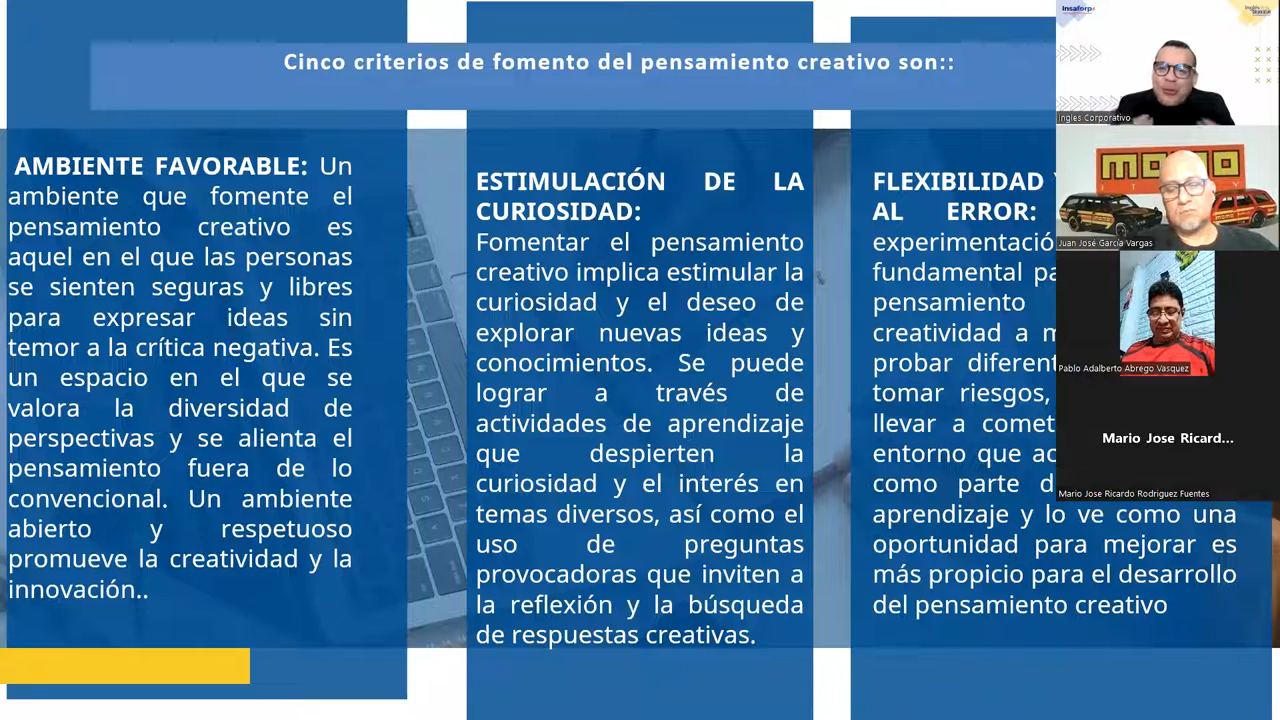 Cinco criterios de fomento del pensamiento creativo son::
AMBIENTE FAVORABLE: Un
ambiente que fomente el
pensamiento creativo es
aquel en el que las personas
se sienten seguras y libres
para expresar ideas sin
temor a la crítica negativa. Es
un espacio en el que se
valora la diversidad de
perspectivas y se alienta el
pensamiento fuera de lo
convencional. Un ambiente
abierto y respetuoso
promueve la creatividad y la
innovación..
ESTIMULACIÓN DE LA
CURIOSIDAD:
Fomentar el pensamiento
creativo implica estimular la
curiosidad y el deseo de
explorar nuevas ideas y
conocimientos. Se puede
lograr a través de
actividades de aprendizaje
que despierten la
curiosidad y el interés en
temas diversos, así como el
uso de preguntas
provocadoras que inviten a
la reflexión y la búsqueda
de respuestas creativas.
FLEXIBILIDAD
AL ERROR:
experimentació
fundamental pa
pensamiento
creatividad a m
probar diferent
tomar riesgos,
llevar a comet
entorno que ac
como parte d
aprendizaje y lo ve como una
oportunidad para mejorar es
más propicio para el desarrollo
del pensamiento creativo
insaforp
Ingles Corporativo
momo
Juan José García Vargas
Pablo Adalberto Abrego Vasquez
Mario Jose Ricard...
Mario Jose Ricardo Rodriguez Fuentes